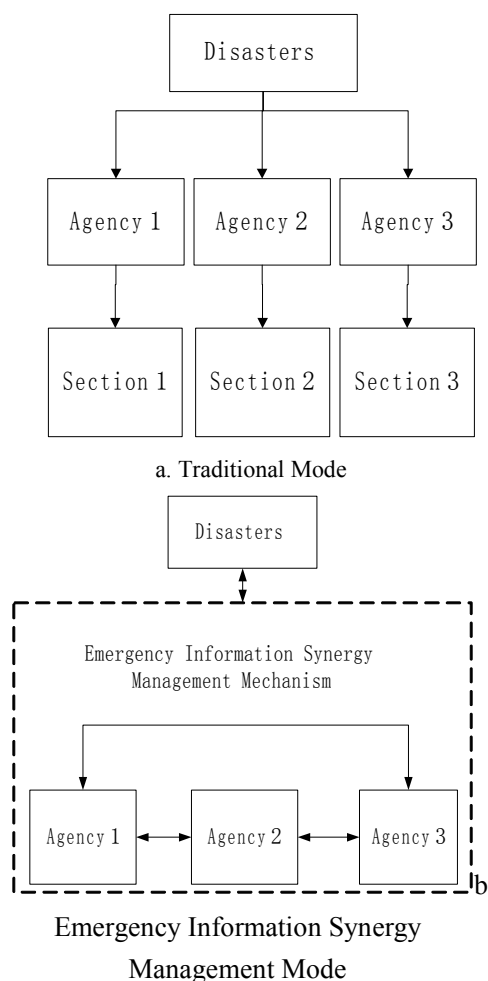 Disasters
Agency 1 Agency 2 Agency 3
Section 1 Section 2 Section 3
a. Traditional Mode
Disasters
Emergency Information Synergy
Management Mechanism
Agency 1 Agency 2 Agency 3
b
Emergency Information Synergy
Management Mode